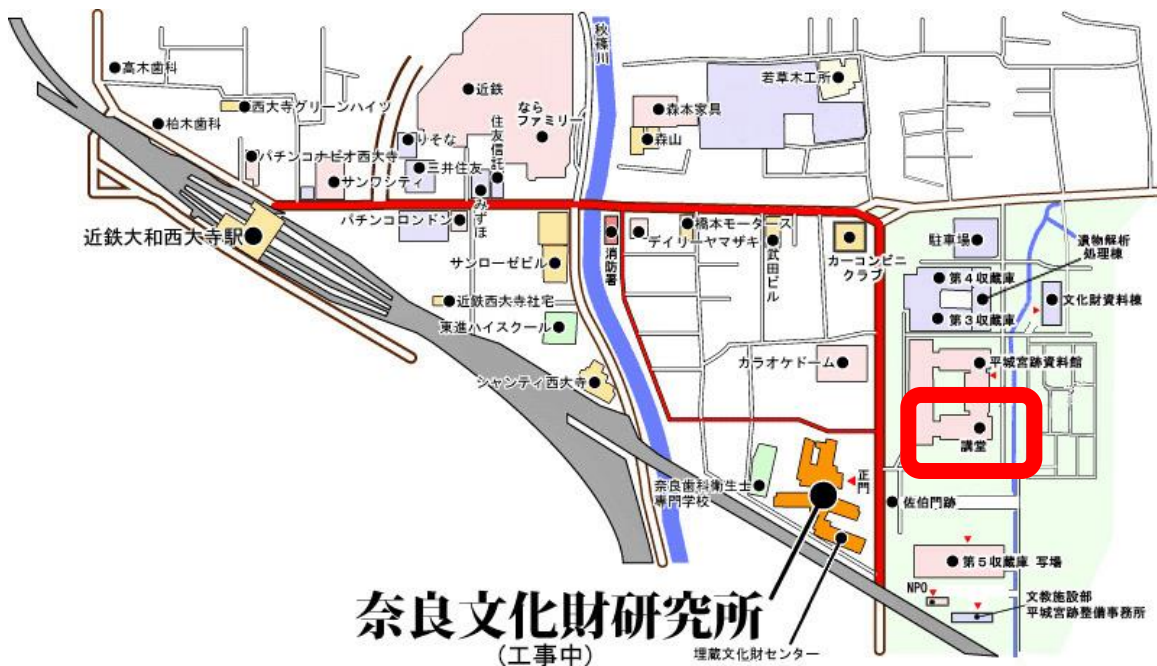 高木歯科
西大寺グリーンハイツ
柏木歯科
パチンコナビオ西大寺
サンワシティ
近鉄
なら
ファミリー
りそな
三井住友
住友信託
みずほ
秋篠川
若草木工所
森本家具
森山
近鉄大和西大寺駅
パチンコロンドン
サンローゼビル
消防署
デイリーヤマザキ
橋本モータース
武田ビル
カーコンビニ
クラブ
駐車場
遺物解析
処理棟
第4収蔵庫
文化財資料棟
第3収蔵庫
近鉄西大寺社宅
東進ハイスクール
シャンティ西大寺
カラオケドーム
平城宮跡資料館
講堂
奈良歯科衛生士
専門学校
正門
佐伯門跡
第5収蔵庫 写場
NPO
文教施設部
平城宮跡整備事務所
奈良文化財研究所
(工事中)
埋蔵文化財センター